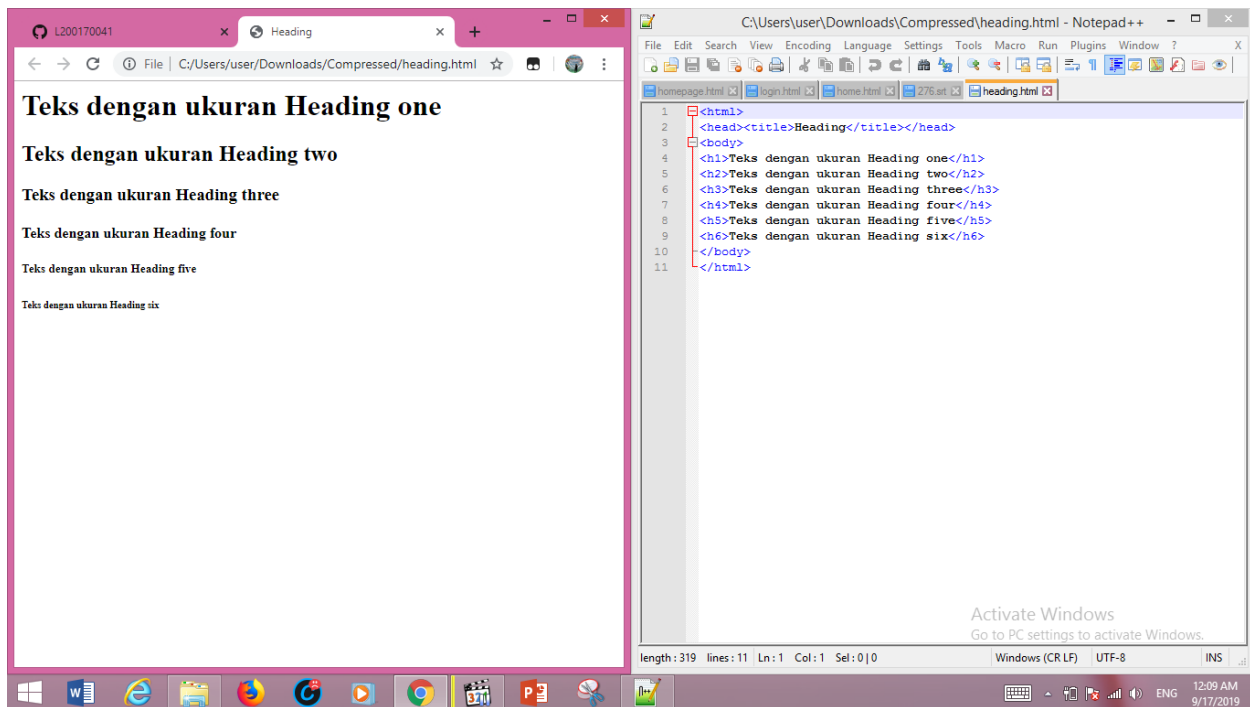 L200170041
Heading
File C:/Users/user/Downloads/Compressed/heading.html
Teks dengan ukuran Heading one
Teks dengan ukuran Heading two
Teks dengan ukuran Heading three
Teks dengan ukuran Heading four
Teks dengan ukuran Heading five
Teks dengan ukuran Heading six
C:\Users\user\Downloads\Compressed\heading.html - Notepad++
File Edit Search View Encoding Language Settings Tools Macro Run Plugins Window ? X
homepage.html login.html home.html 276.srt heading.html
1 <html>
2 <head><title>Heading</title></head>
3 <body>
4 <h1>Teks dengan ukuran Heading one</h1>
5 <h2>Teks dengan ukuran Heading two</h2>
6 <h3>Teks dengan ukuran Heading three</h3>
7 <h4>Teks dengan ukuran Heading four</h4>
8 <h5>Teks dengan ukuran Heading five</h5>
9 <h6>Teks dengan ukuran Heading six</h6>
10 </body>
11 </html>
Activate Windows
Go to PC settings to activate Windows.
length : 319 lines : 11 Ln : 1 Col : 1 Sel : 0 | 0 Windows (CR LF) UTF-8 INS
ENG
12:09 AM
9/17/2019